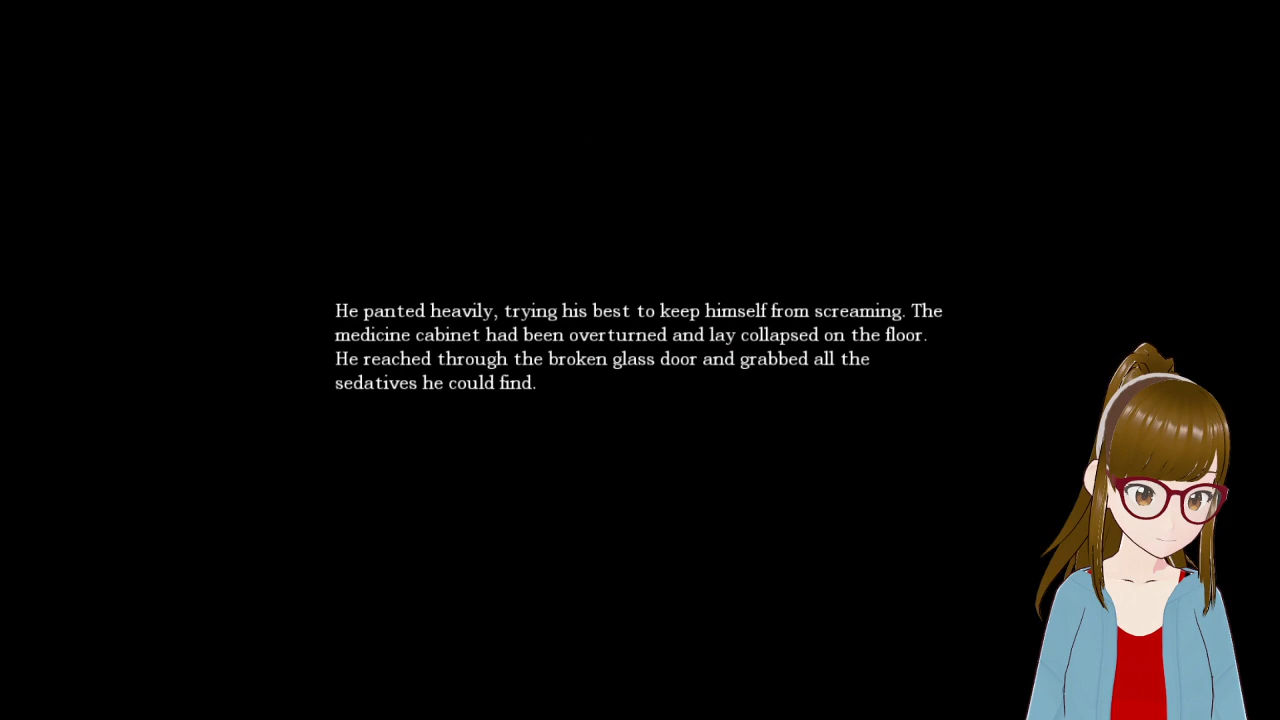 He panted heavily, trying his best to keep himself from screaming. The
medicine cabinet had been overturned and lay collapsed on the floor.
He reached through the broken glass door and grabbed all the
sedatives he could find.